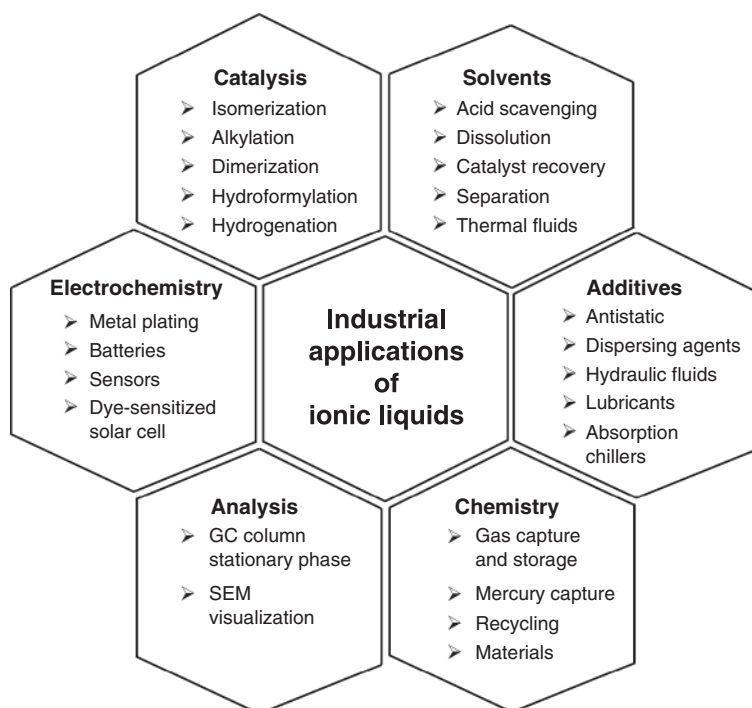 Catalysis
➢ Isomerization
➢ Alkylation
➢ Dimerization
➢ Hydroformylation
➢ Hydrogenation
Solvents
➢ Acid scavenging
➢ Dissolution
➢ Catalyst recovery
➢ Separation
➢ Thermal fluids
Electrochemistry
➢ Metal plating
➢ Batteries
➢ Sensors
➢ Dye-sensitized
solar cell
Industrial
applications
of
ionic liquids
Additives
➢ Antistatic
➢ Dispersing agents
➢ Hydraulic fluids
➢ Lubricants
➢ Absorption
chillers
Analysis
➢ GC column
stationary phase
➢ SEM
visualization
Chemistry
➢ Gas capture
and storage
➢ Mercury capture
➢ Recycling
➢ Materials